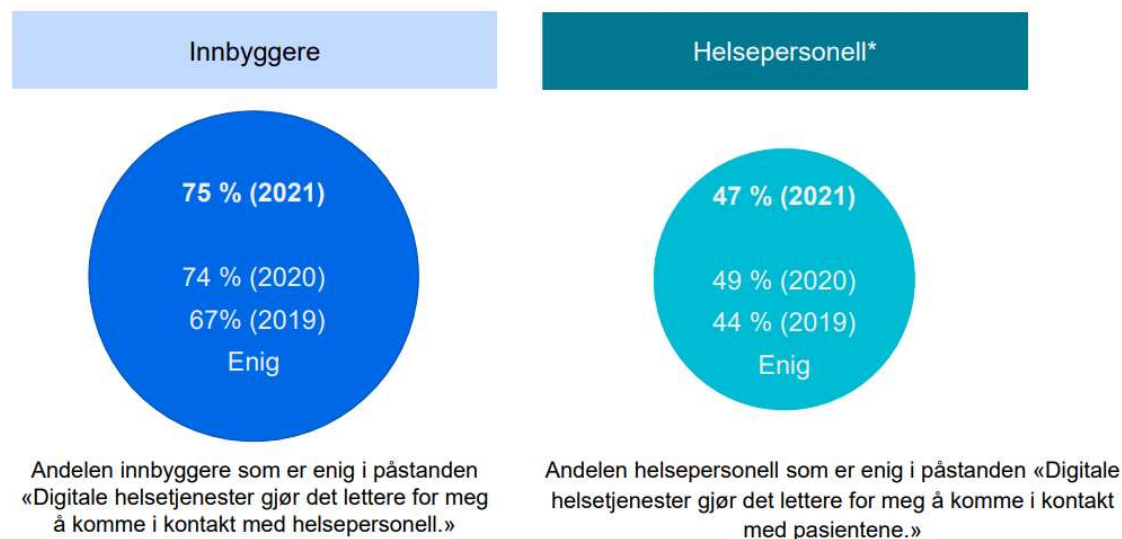 Innbyggere
75 % (2021)
74 % (2020)
67% (2019)
Enig
Andelen innbyggere som er enig i påstanden
«Digitale helsetjenester gjør det lettere for meg
å komme i kontakt med helsepersonell.»
Helsepersonell*
47 % (2021)
49 % (2020)
44 % (2019)
Enig
Andelen helsepersonell som er enig i påstanden «Digitale
helsetjenester gjør det lettere for meg å komme i kontakt
med pasientene.»